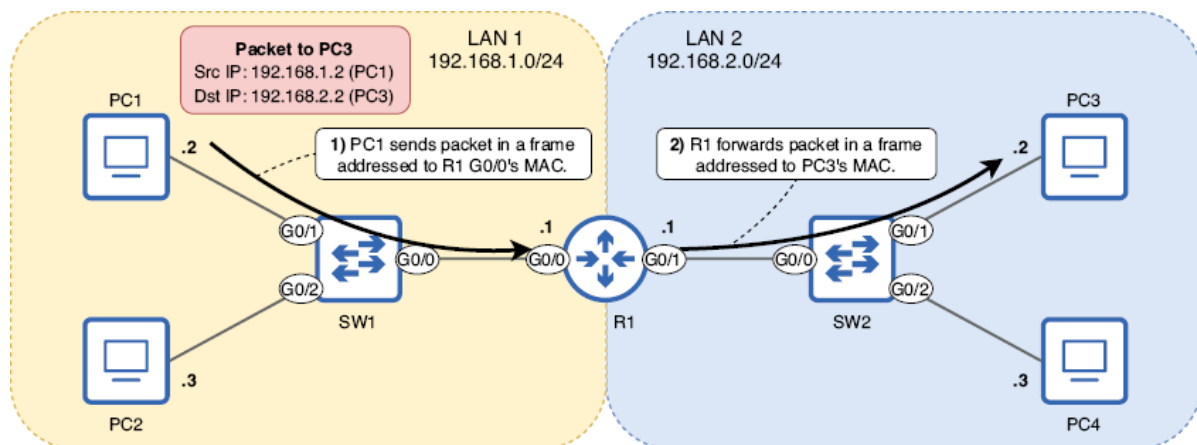 LAN 1
192.168.1.0/24
LAN 2
192.168.2.0/24
Packet to PC3
Src IP: 192.168.1.2 (PC1)
Dst IP: 192.168.2.2 (PC3)
PC1
PC3
1) PC1 sends packet in a frame
addressed to R1 G0/0's MAC.
2) R1 forwards packet in a frame
addressed to PC3's MAC.
.2
.2
G0/1
G0/0
G0/2
SW1
.1
G0/0
R1
.1
G0/1
G0/0
G0/1
G0/2
SW2
.3
PC2
.3
PC4